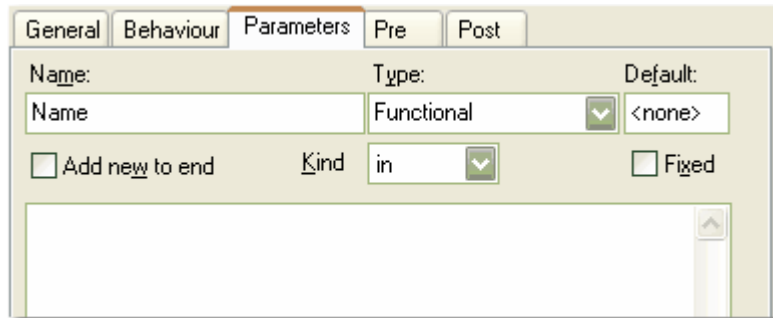 General Behaviour Parameters Pre Post
Name: Type: Default:
Name Functional <none>
Add new to end Kind in Fixed